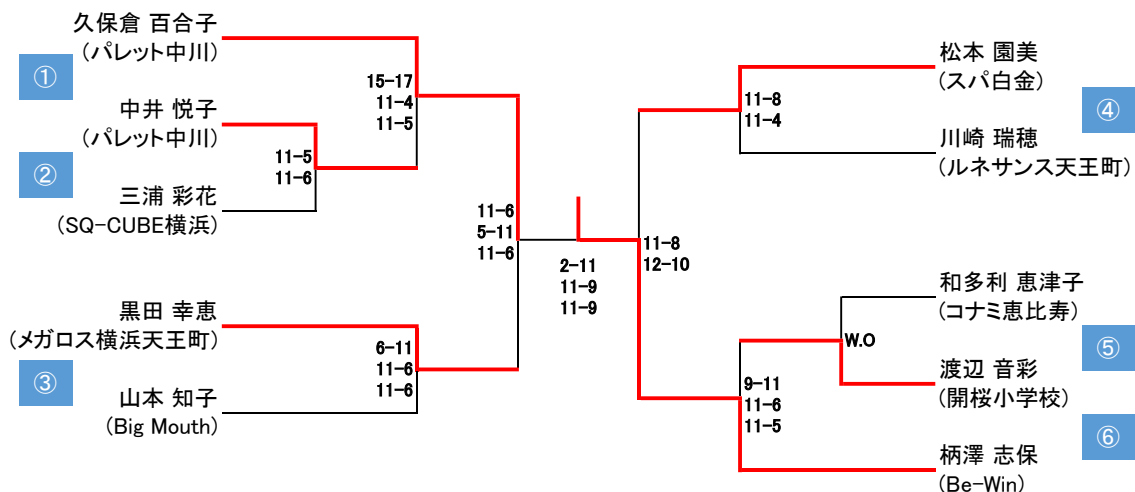 久保倉 百合子
(パレット中川)
①
15-17
11-4
11-5
中井 悦子
(パレット中川)
②
11-5
11-6
三浦 彩花
(SQ-CUBE横浜)
11-6
5-11
11-6
黒田 幸恵
(メガロス横浜天王町)
③
6-11
11-6
11-6
山本 知子
(Big Mouth)
2-11
11-9
11-9
松本 園美
(スパ白金)
④
11-8
11-4
川崎 瑞穂
(ルネサンス天王町)
11-8
12-10
和多利 恵津子
(コナミ恵比寿)
⑤
W.O
渡辺 音彩
(開桜小学校)
9-11
11-6
11-5
⑥
柄澤 志保
(Be-Win)